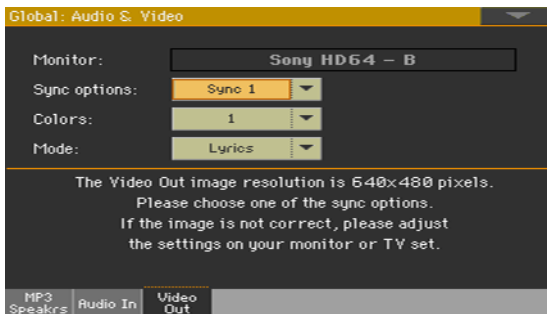 Global: Audio & Video
Monitor: Sony HD64 – B
Sync options: Sync 1
Colors: 1
Mode: Lyrics
The Video Out image resolution is 640x480 pixels.
Please choose one of the sync options.
If the image is not correct, please adjust
the settings on your monitor or TV set.
MP3 Speakrs Audio In Video Out